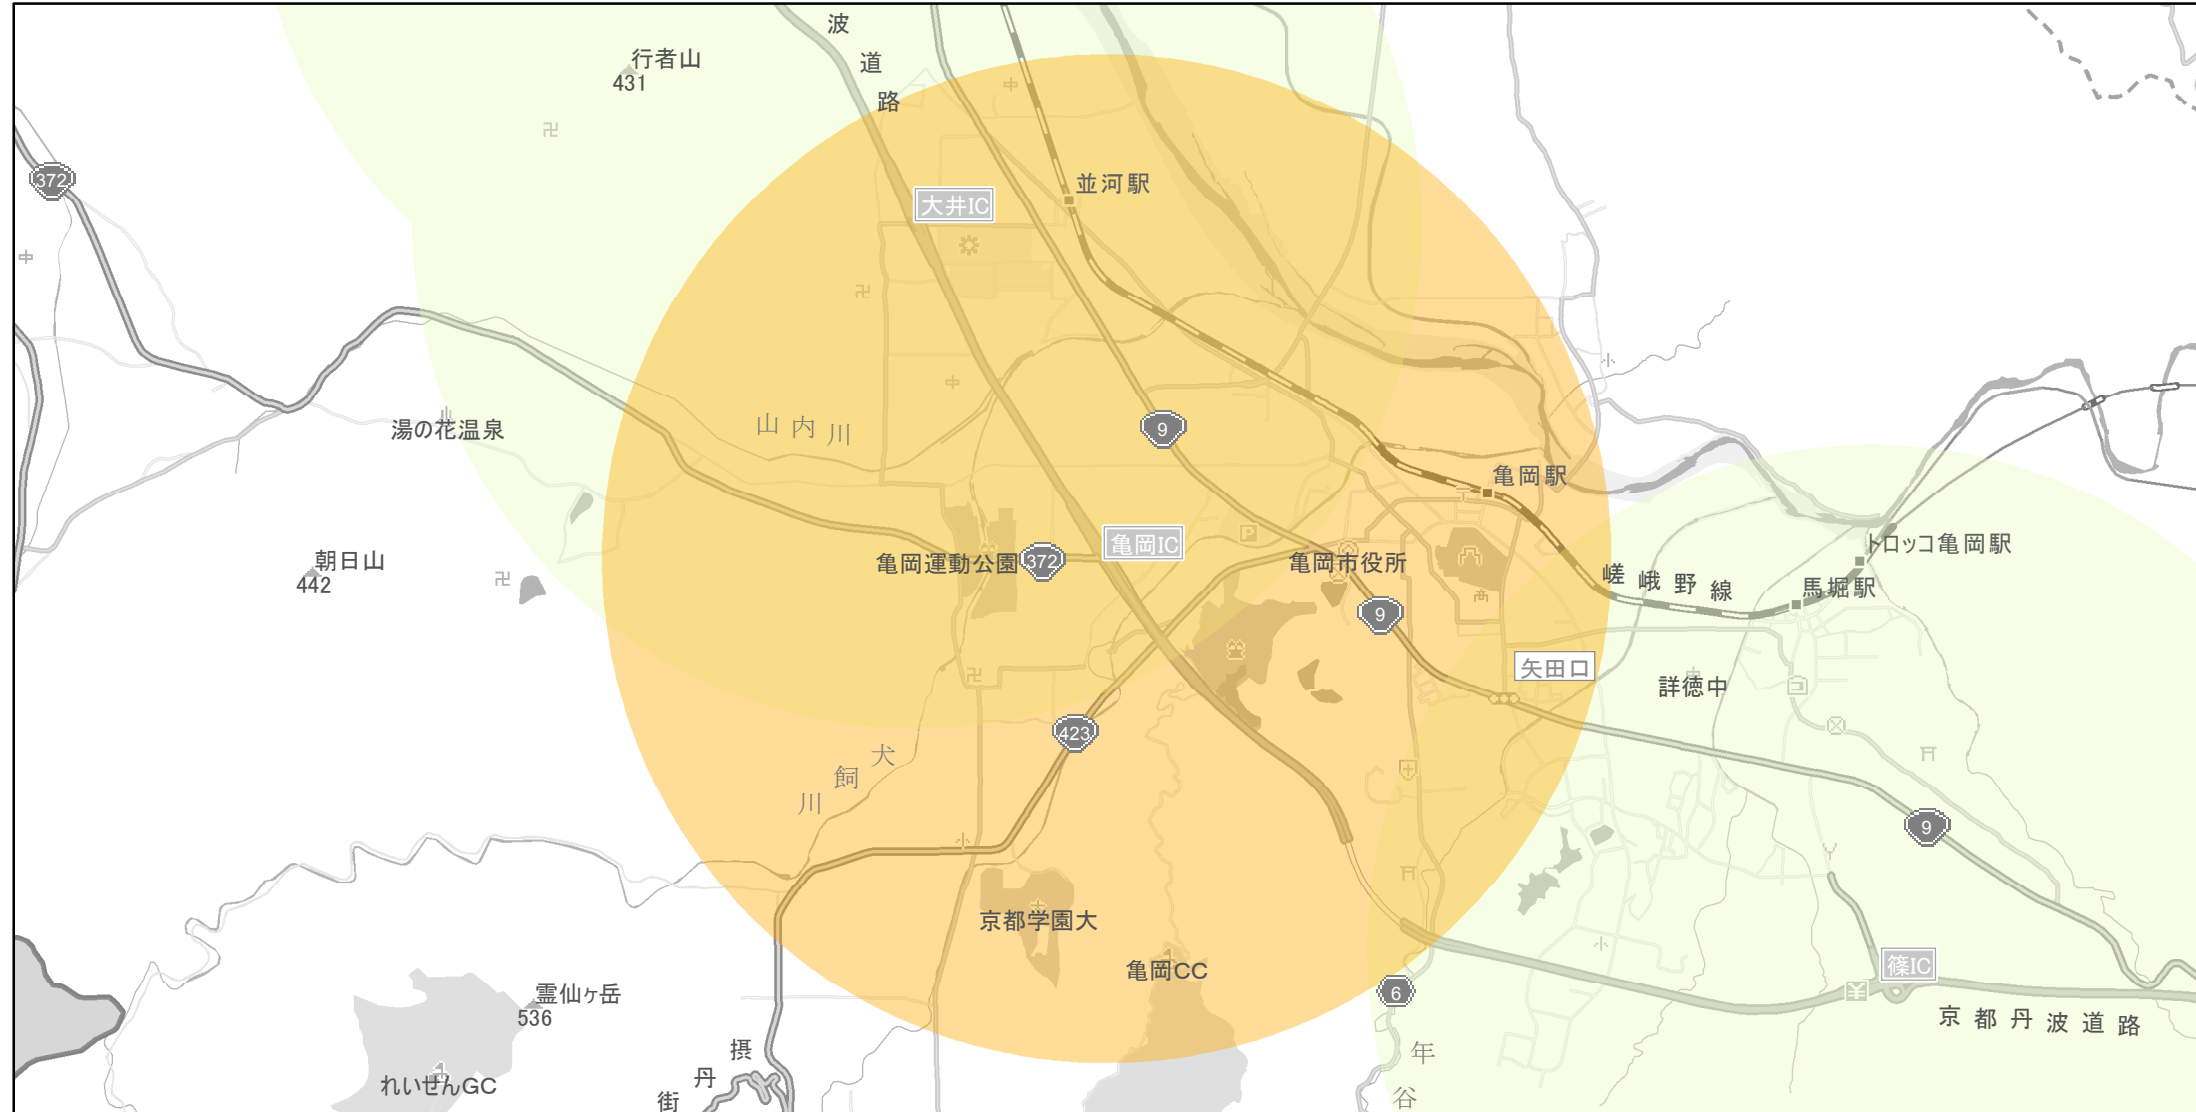 波道路
行者山
431
372
大井IC
並河駅
湯の花温泉
山内川
9
亀岡駅
朝日山
442
亀岡運動公園
372
亀岡IC
亀岡市役所
9
嵯峨野線
トロッコ亀岡駅
馬堀駅
矢田口
詳徳中
423
犬飼川
9
京都学園大
亀岡CC
6
篠IC
京都丹波道路
霊仙ヶ岳
536
れいせんGC
摂丹街
年谷